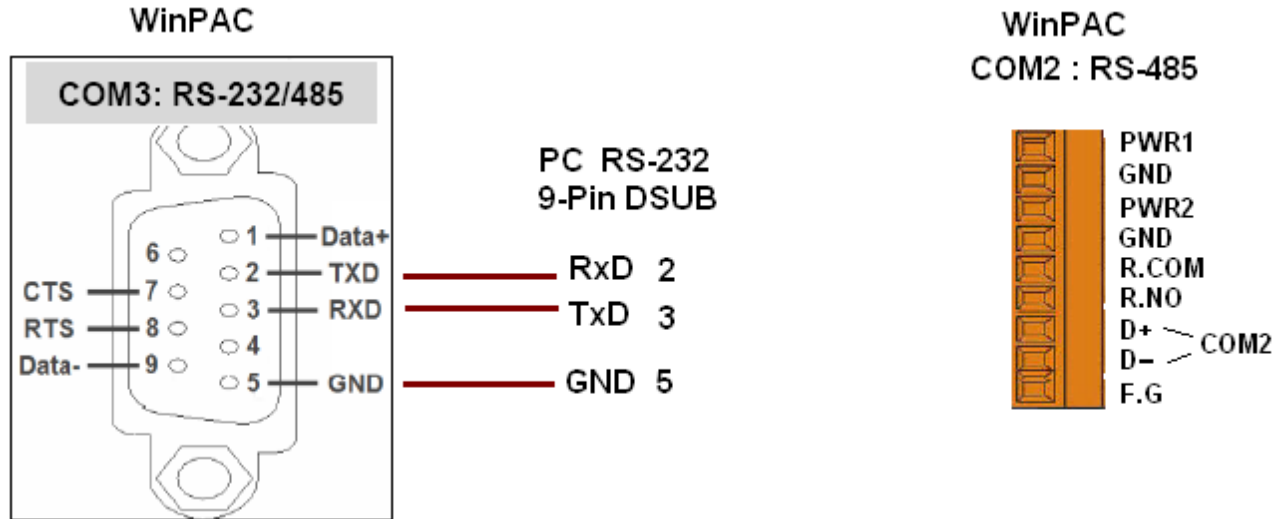 WinPAC
COM3: RS-232/485
1 Data+
6
2 TXD
CTS 7
3 RXD
RTS 8
4
Data- 9
5 GND
PC RS-232
9-Pin DSUB
RxD 2
TxD 3
GND 5
WinPAC
COM2 : RS-485
PWR1
GND
PWR2
GND
R.COM
R.NO
D+
COM2
D-
F.G